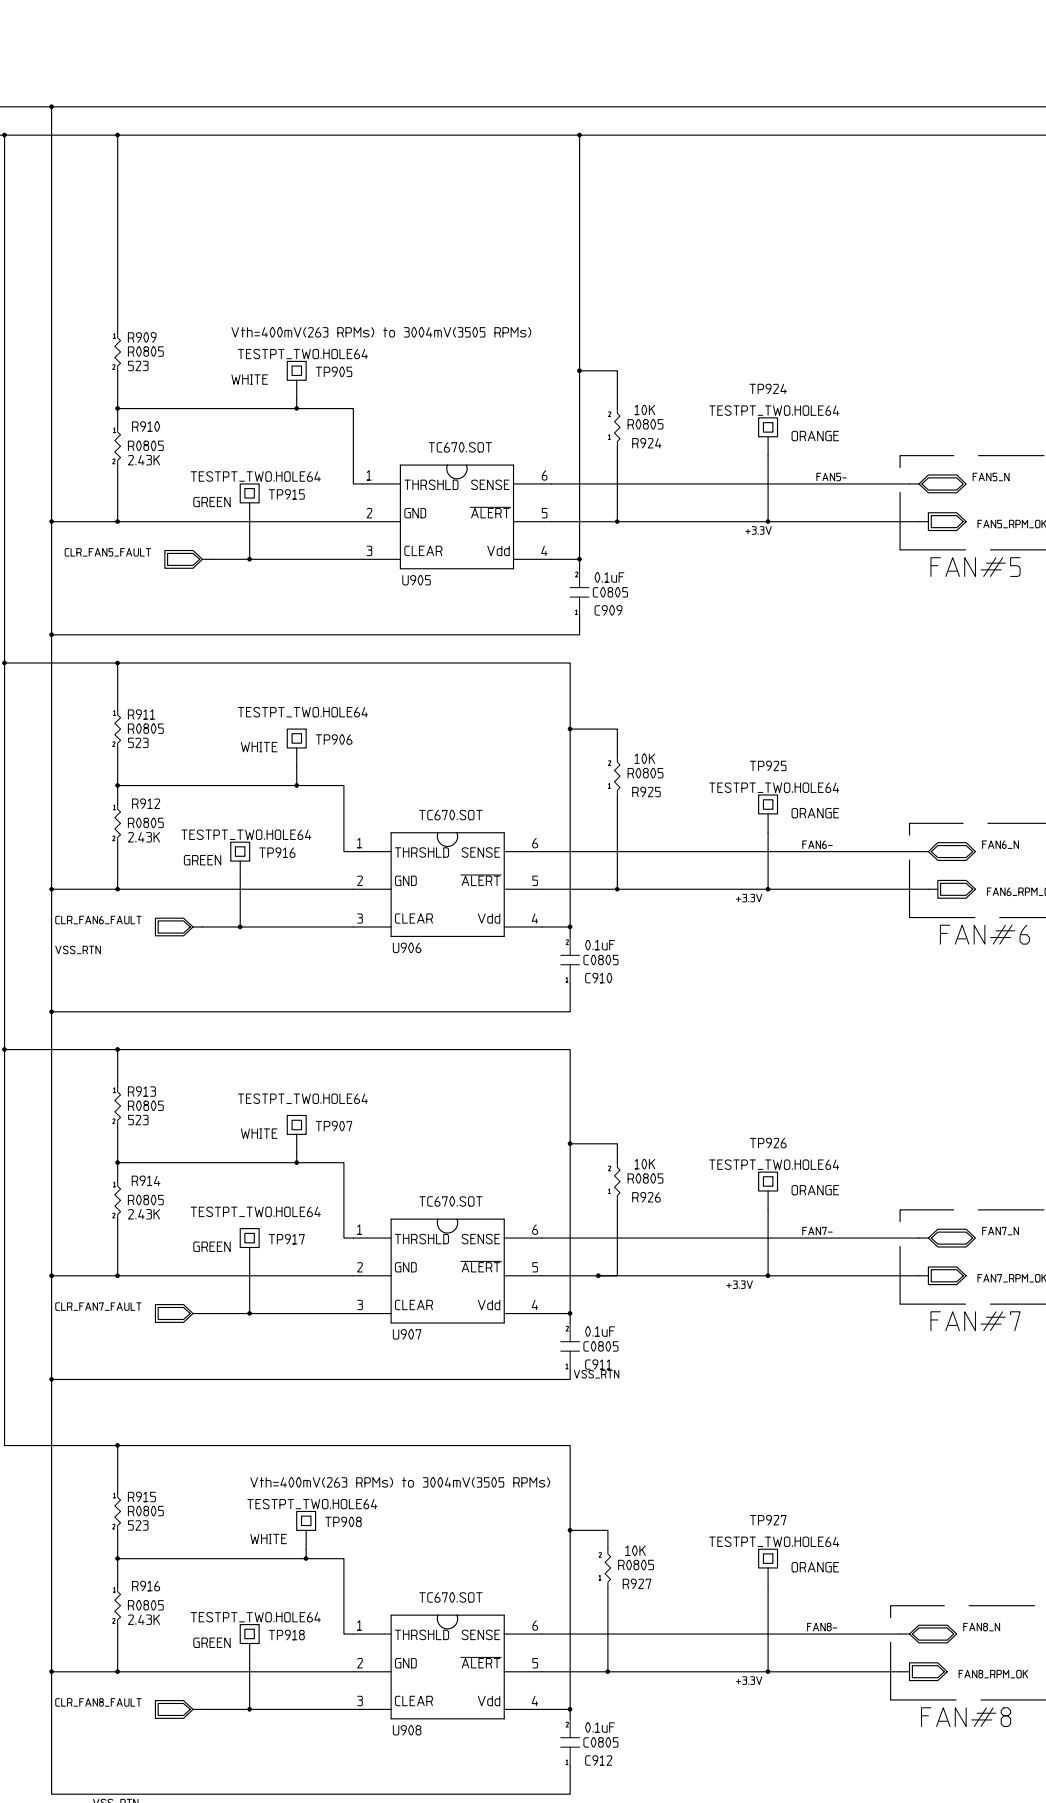 Vth=400mV(263 RPMs) to 3004mV(3505 RPMs)
R909
R0805
523
TESTPT_TWO.HOLE64
WHITE
TP905
R910
R0805
2.43K
TESTPT_TWO.HOLE64
GREEN
TP915
CLR_FAN5_FAULT
TC670.SOT
1 THRSHLD SENSE 6
2 GND ALERT 5
3 CLEAR Vdd 4
U905
10K
R0805
R924
TP924
TESTPT_TWO.HOLE64
ORANGE
FAN5-
FAN5_N
+3.3V
FAN5_RPM_OK
FAN#5
2 0.1uF
C0805
1 C909
R911
R0805
523
TESTPT_TWO.HOLE64
WHITE
TP906
R912
R0805
2.43K
TESTPT_TWO.HOLE64
GREEN
TP916
CLR_FAN6_FAULT
VSS_RTN
TC670.SOT
1 THRSHLD SENSE 6
2 GND ALERT 5
3 CLEAR Vdd 4
U906
10K
R0805
R925
TP925
TESTPT_TWO.HOLE64
ORANGE
FAN6-
FAN6_N
+3.3V
FAN6_RPM_
FAN#6
2 0.1uF
C0805
1 C910
R913
R0805
523
TESTPT_TWO.HOLE64
WHITE
TP907
R914
R0805
2.43K
TESTPT_TWO.HOLE64
GREEN
TP917
CLR_FAN7_FAULT
TC670.SOT
1 THRSHLD SENSE 6
2 GND ALERT 5
3 CLEAR Vdd 4
U907
10K
R0805
R926
TP926
TESTPT_TWO.HOLE64
ORANGE
FAN7-
FAN7_N
+3.3V
FAN7_RPM_OK
FAN#7
2 0.1uF
C0805
1 C911
VSS_RTN
Vth=400mV(263 RPMs) to 3004mV(3505 RPMs)
R915
R0805
523
TESTPT_TWO.HOLE64
WHITE
TP908
R916
R0805
2.43K
TESTPT_TWO.HOLE64
GREEN
TP918
CLR_FAN8_FAULT
TC670.SOT
1 THRSHLD SENSE 6
2 GND ALERT 5
3 CLEAR Vdd 4
U908
10K
R0805
R927
TP927
TESTPT_TWO.HOLE64
ORANGE
FAN8-
FAN8_N
+3.3V
FAN8_RPM_OK
FAN#8
2 0.1uF
C0805
1 C912
VSS_RTN